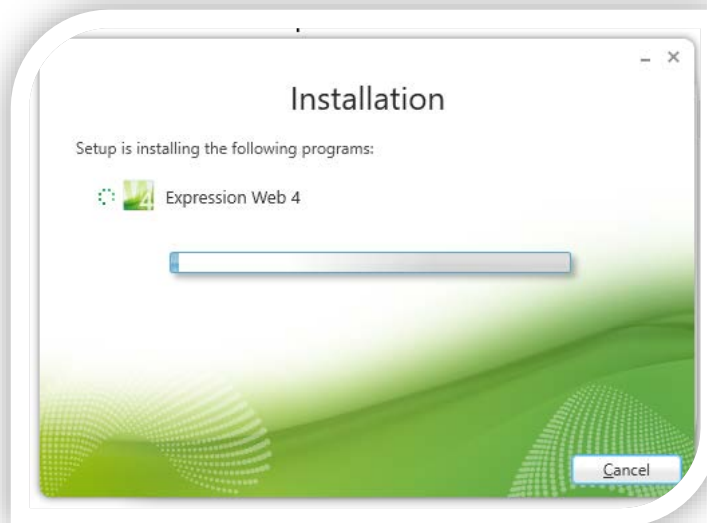 Installation
Setup is installing the following programs:
Expression Web 4
Cancel